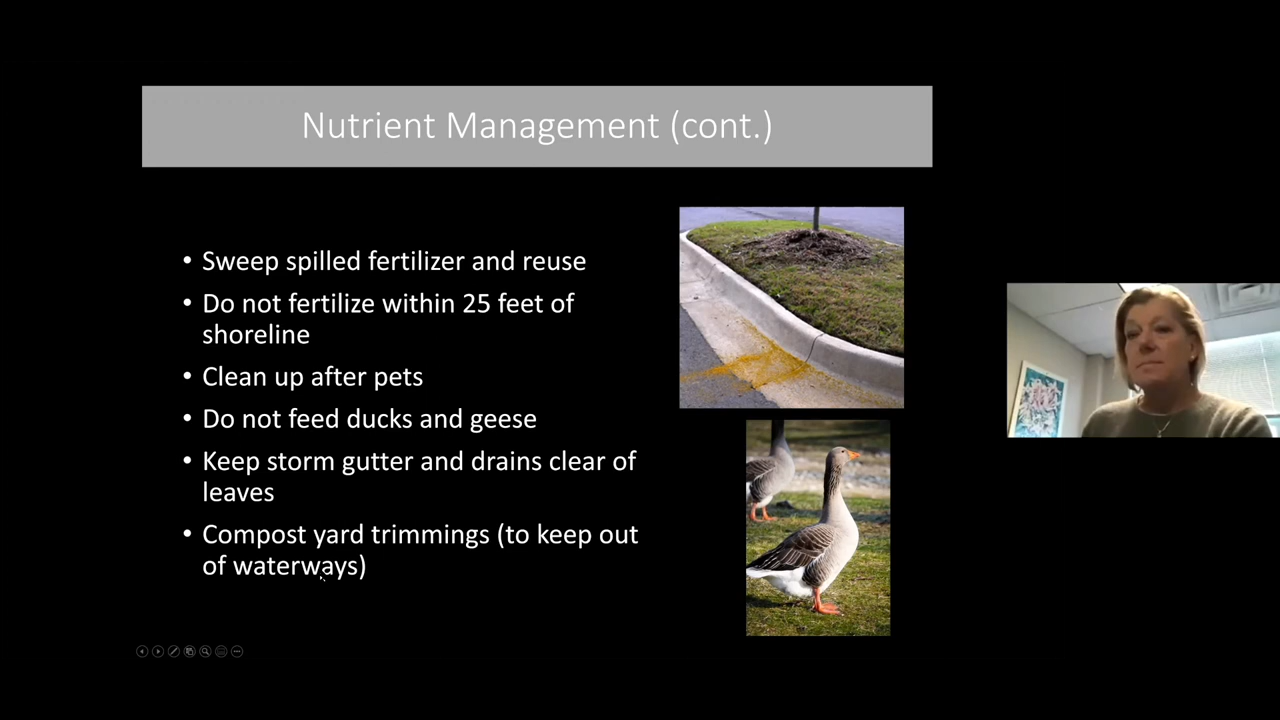 Nutrient Management (cont.)
• Sweep spilled fertilizer and reuse
• Do not fertilize within 25 feet of
shoreline
• Clean up after pets
• Do not feed ducks and geese
• Keep storm gutter and drains clear of
leaves
• Compost yard trimmings (to keep out
of waterways)